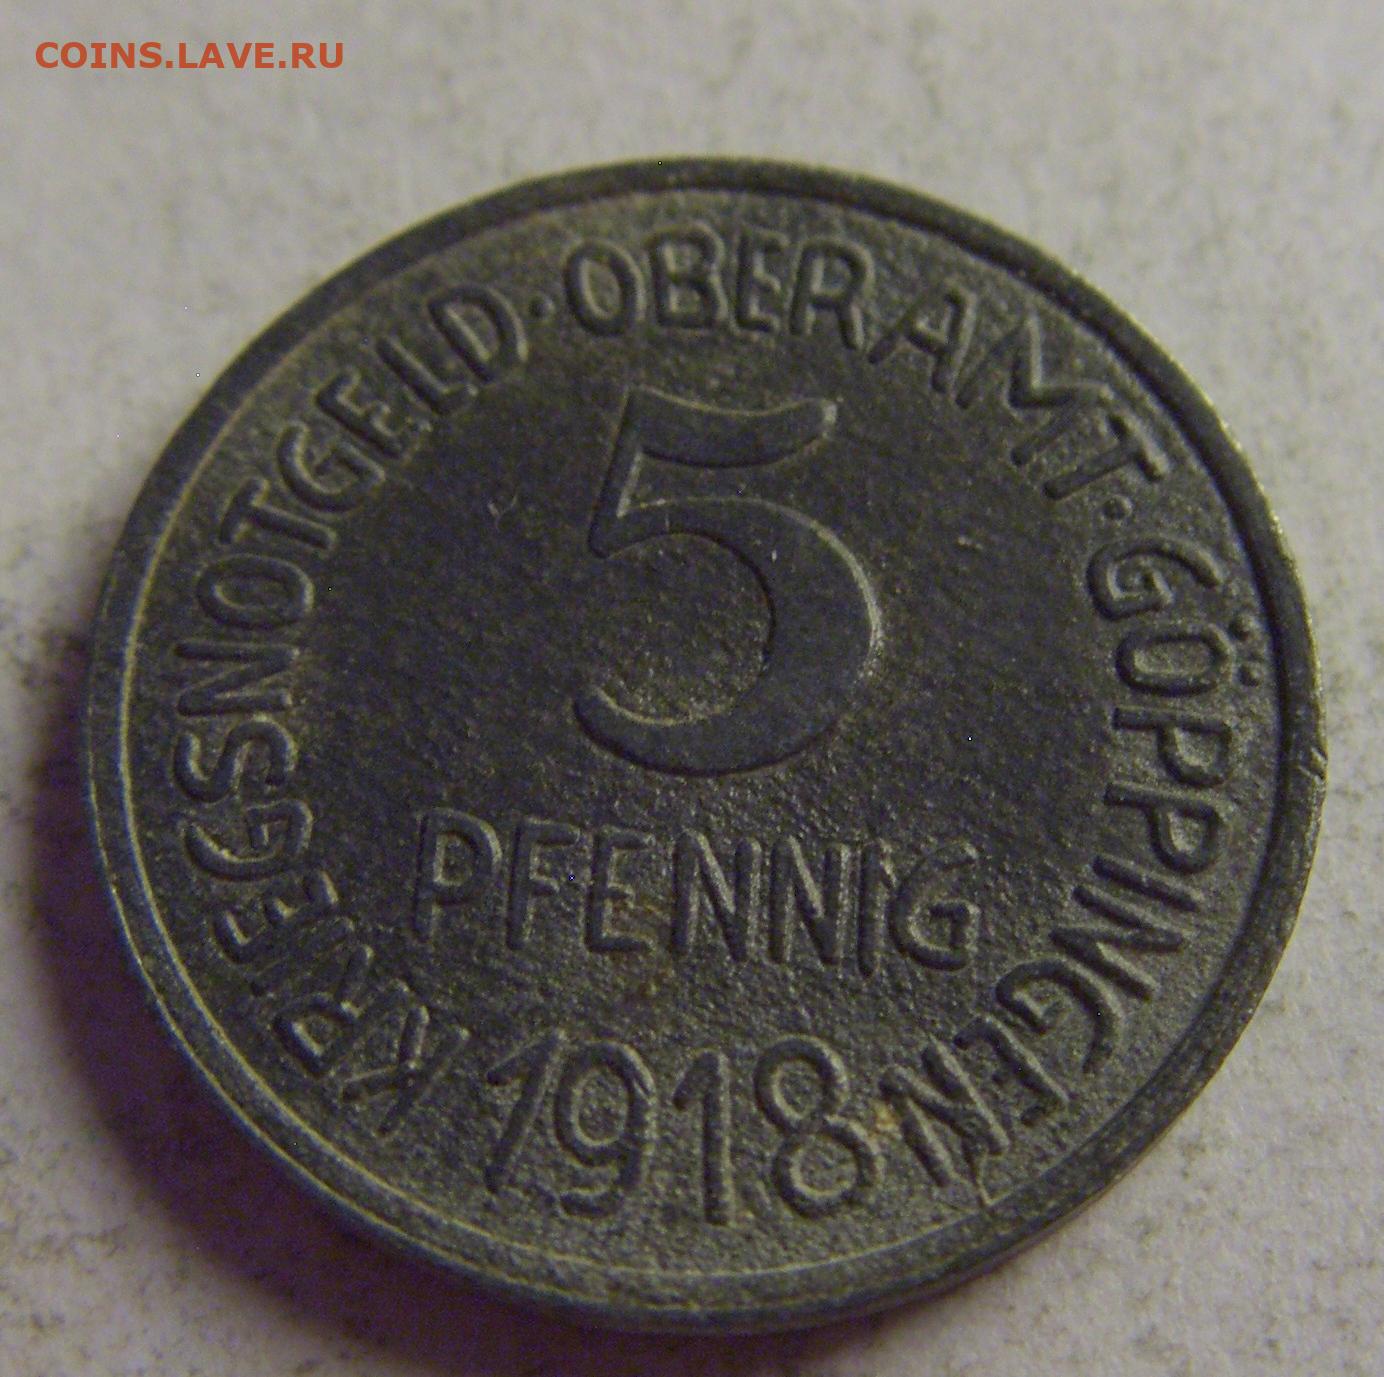 COINS.LAVE.RU
KRIEGSNOTGELD · OBERAMT · GÖPPINGEN
5
PFENNIG
1918